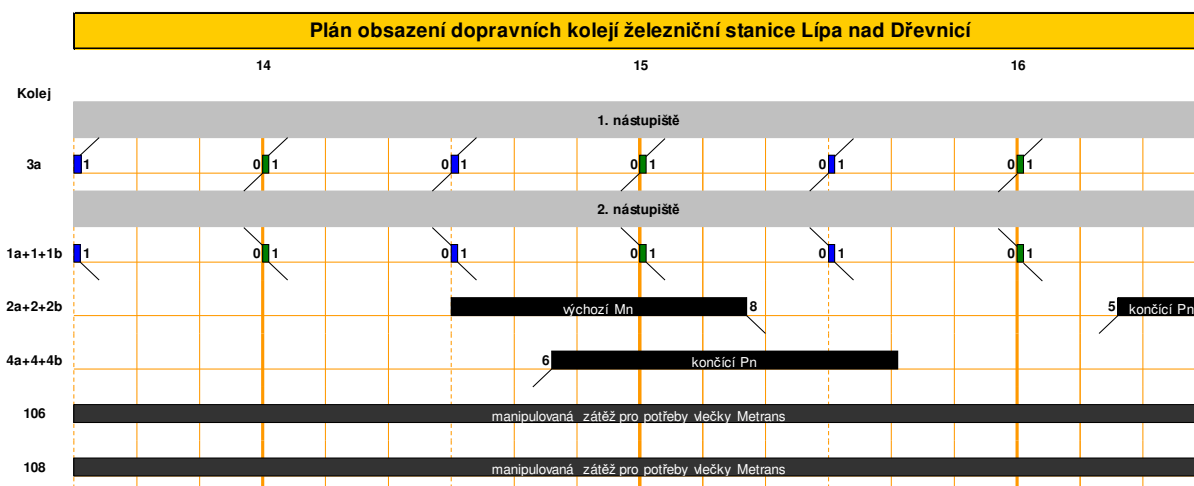 Plán obsazení dopravních kolejí železniční stanice Lípa nad Dřevnicí
14 15 16
Kolej
1. nástupiště
3a 1 0 1 0 1 0 1 0 1 0 1
2. nástupiště
1a+1+1b 1 0 1 0 1 0 1 0 1 0 1
2a+2+2b výchozí Mn 8 5 končící Pn
4a+4+4b 6 končící Pn
106 manipulovaná zátěž pro potřeby vlečky Metrans
108 manipulovaná zátěž pro potřeby vlečky Metrans